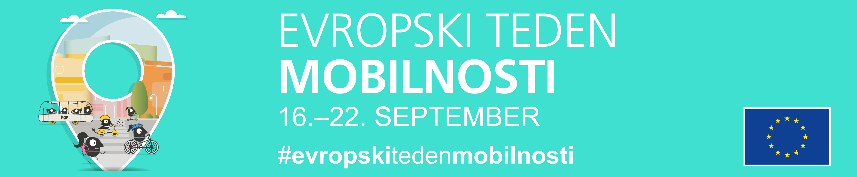 EVROPSKI TEDEN
MOBILNOSTI
16.–22. SEPTEMBER
#evropskitedenmobilnosti